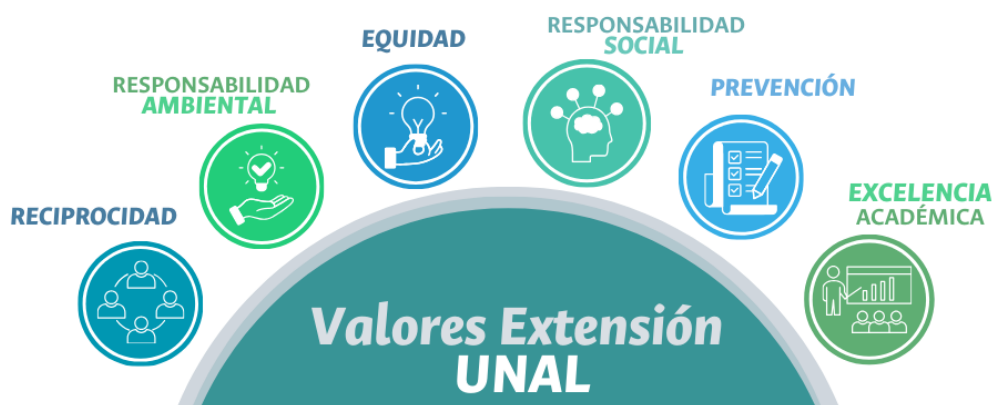 RECIPROCIDAD
RESPONSABILIDAD
AMBIENTAL
EQUIDAD
RESPONSABILIDAD
SOCIAL
PREVENCIÓN
EXCELENCIA
ACADÉMICA
Valores Extensión
UNAL